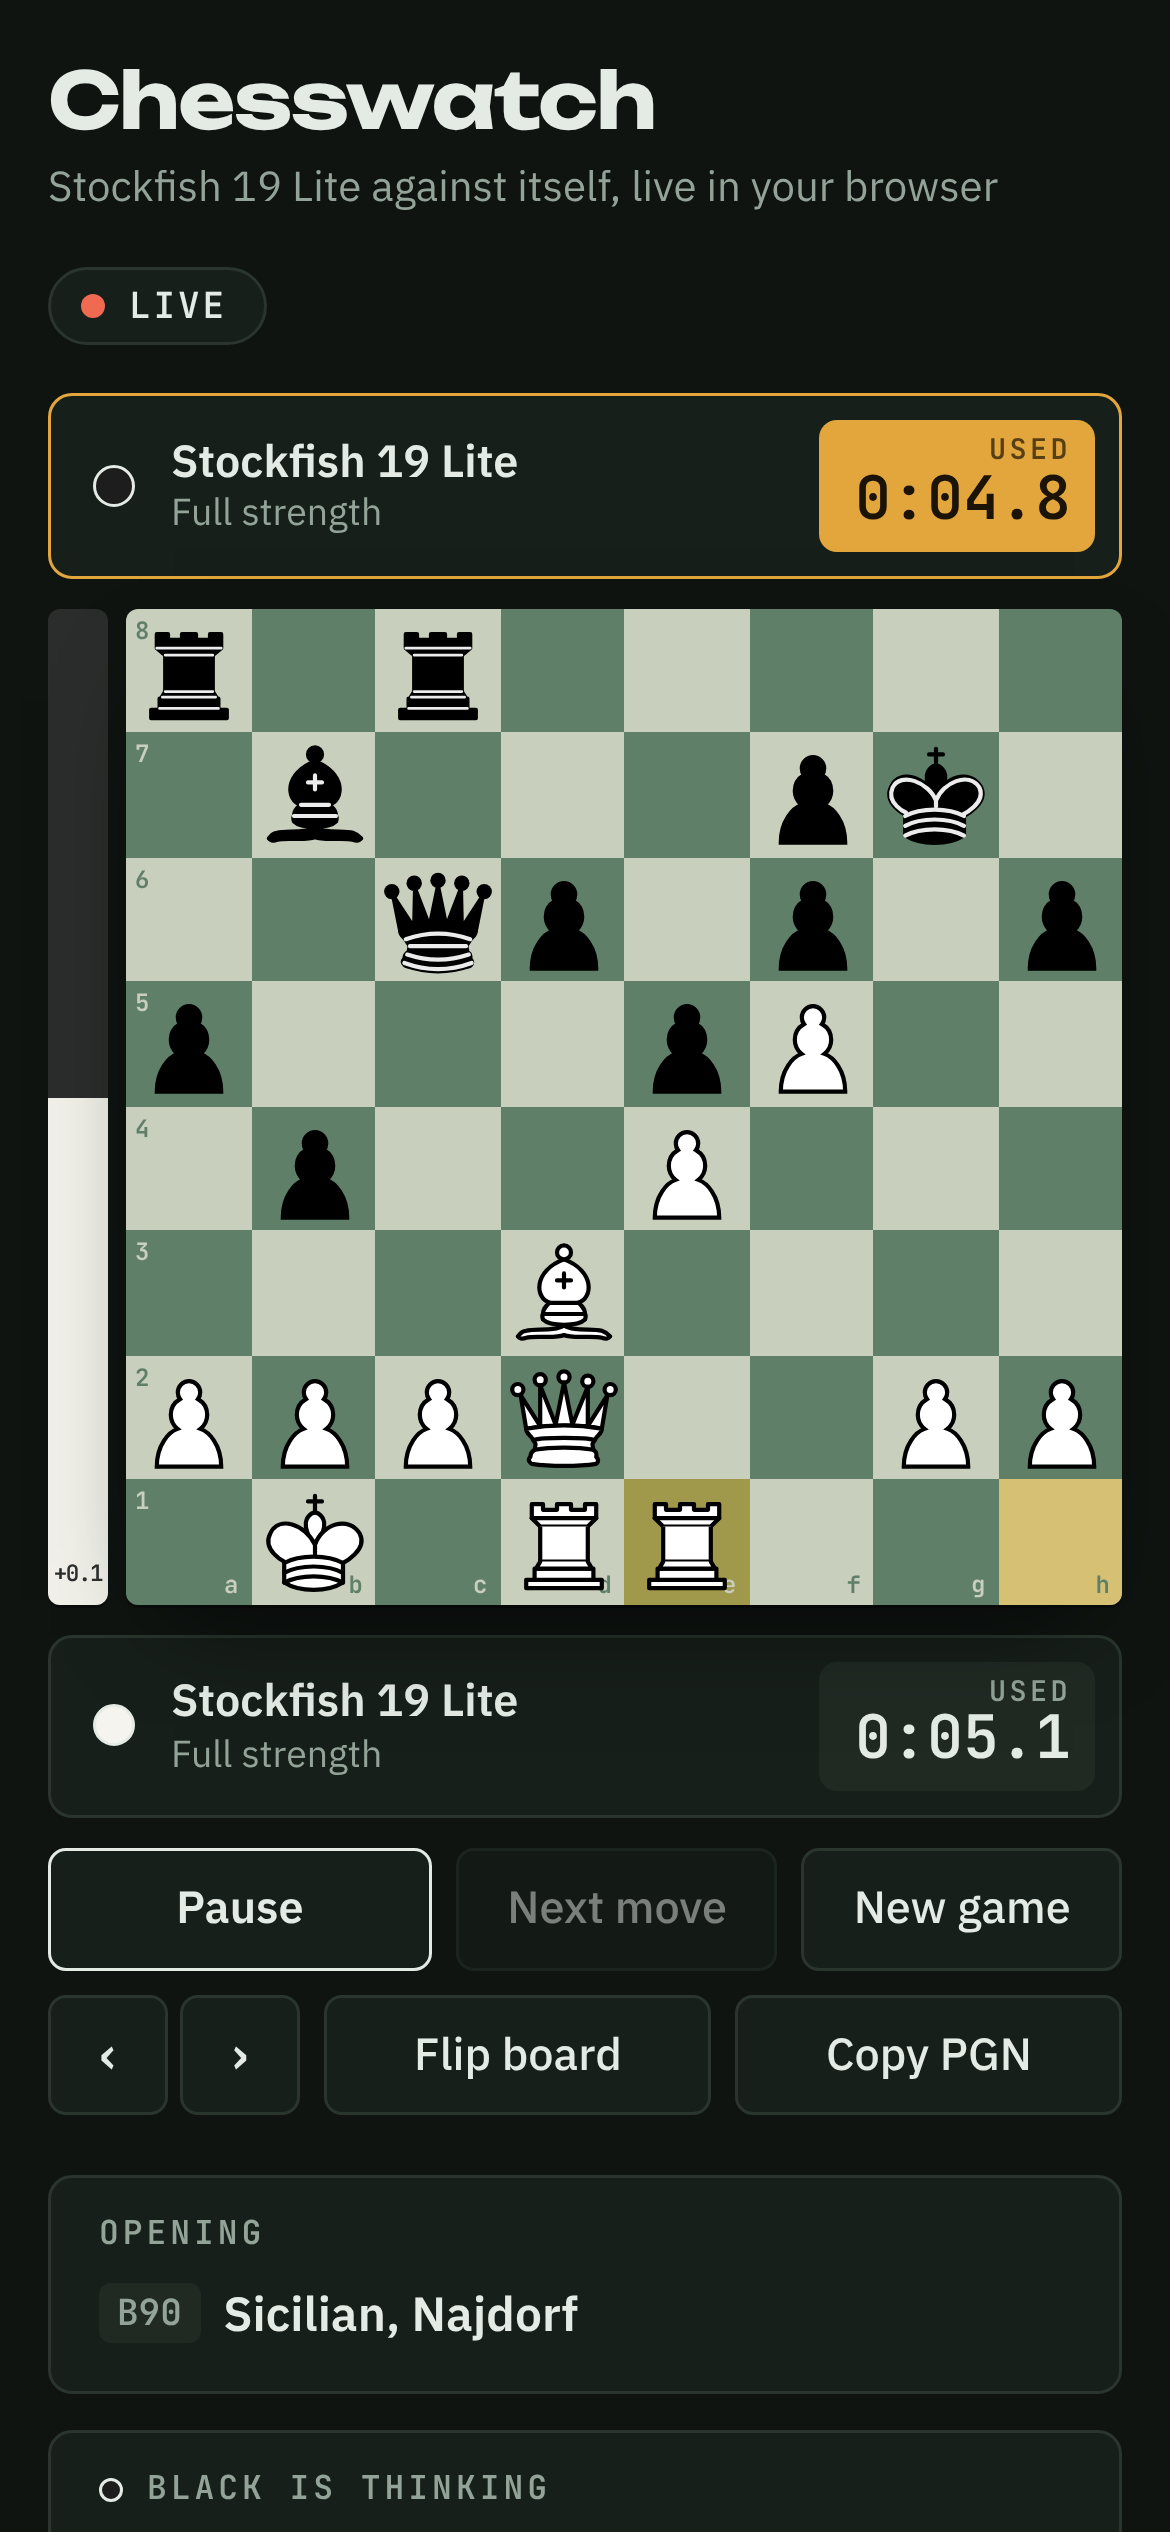 Chesswatch
Stockfish 19 Lite against itself, live in your browser
LIVE
Stockfish 19 Lite
Full strength
USED
0:04.8
8
7
6
5
4
3
2
1
a b c d e f g h
+0.1
Stockfish 19 Lite
Full strength
USED
0:05.1
Pause Next move New game
‹ › Flip board Copy PGN
OPENING
B90 Sicilian, Najdorf
BLACK IS THINKING